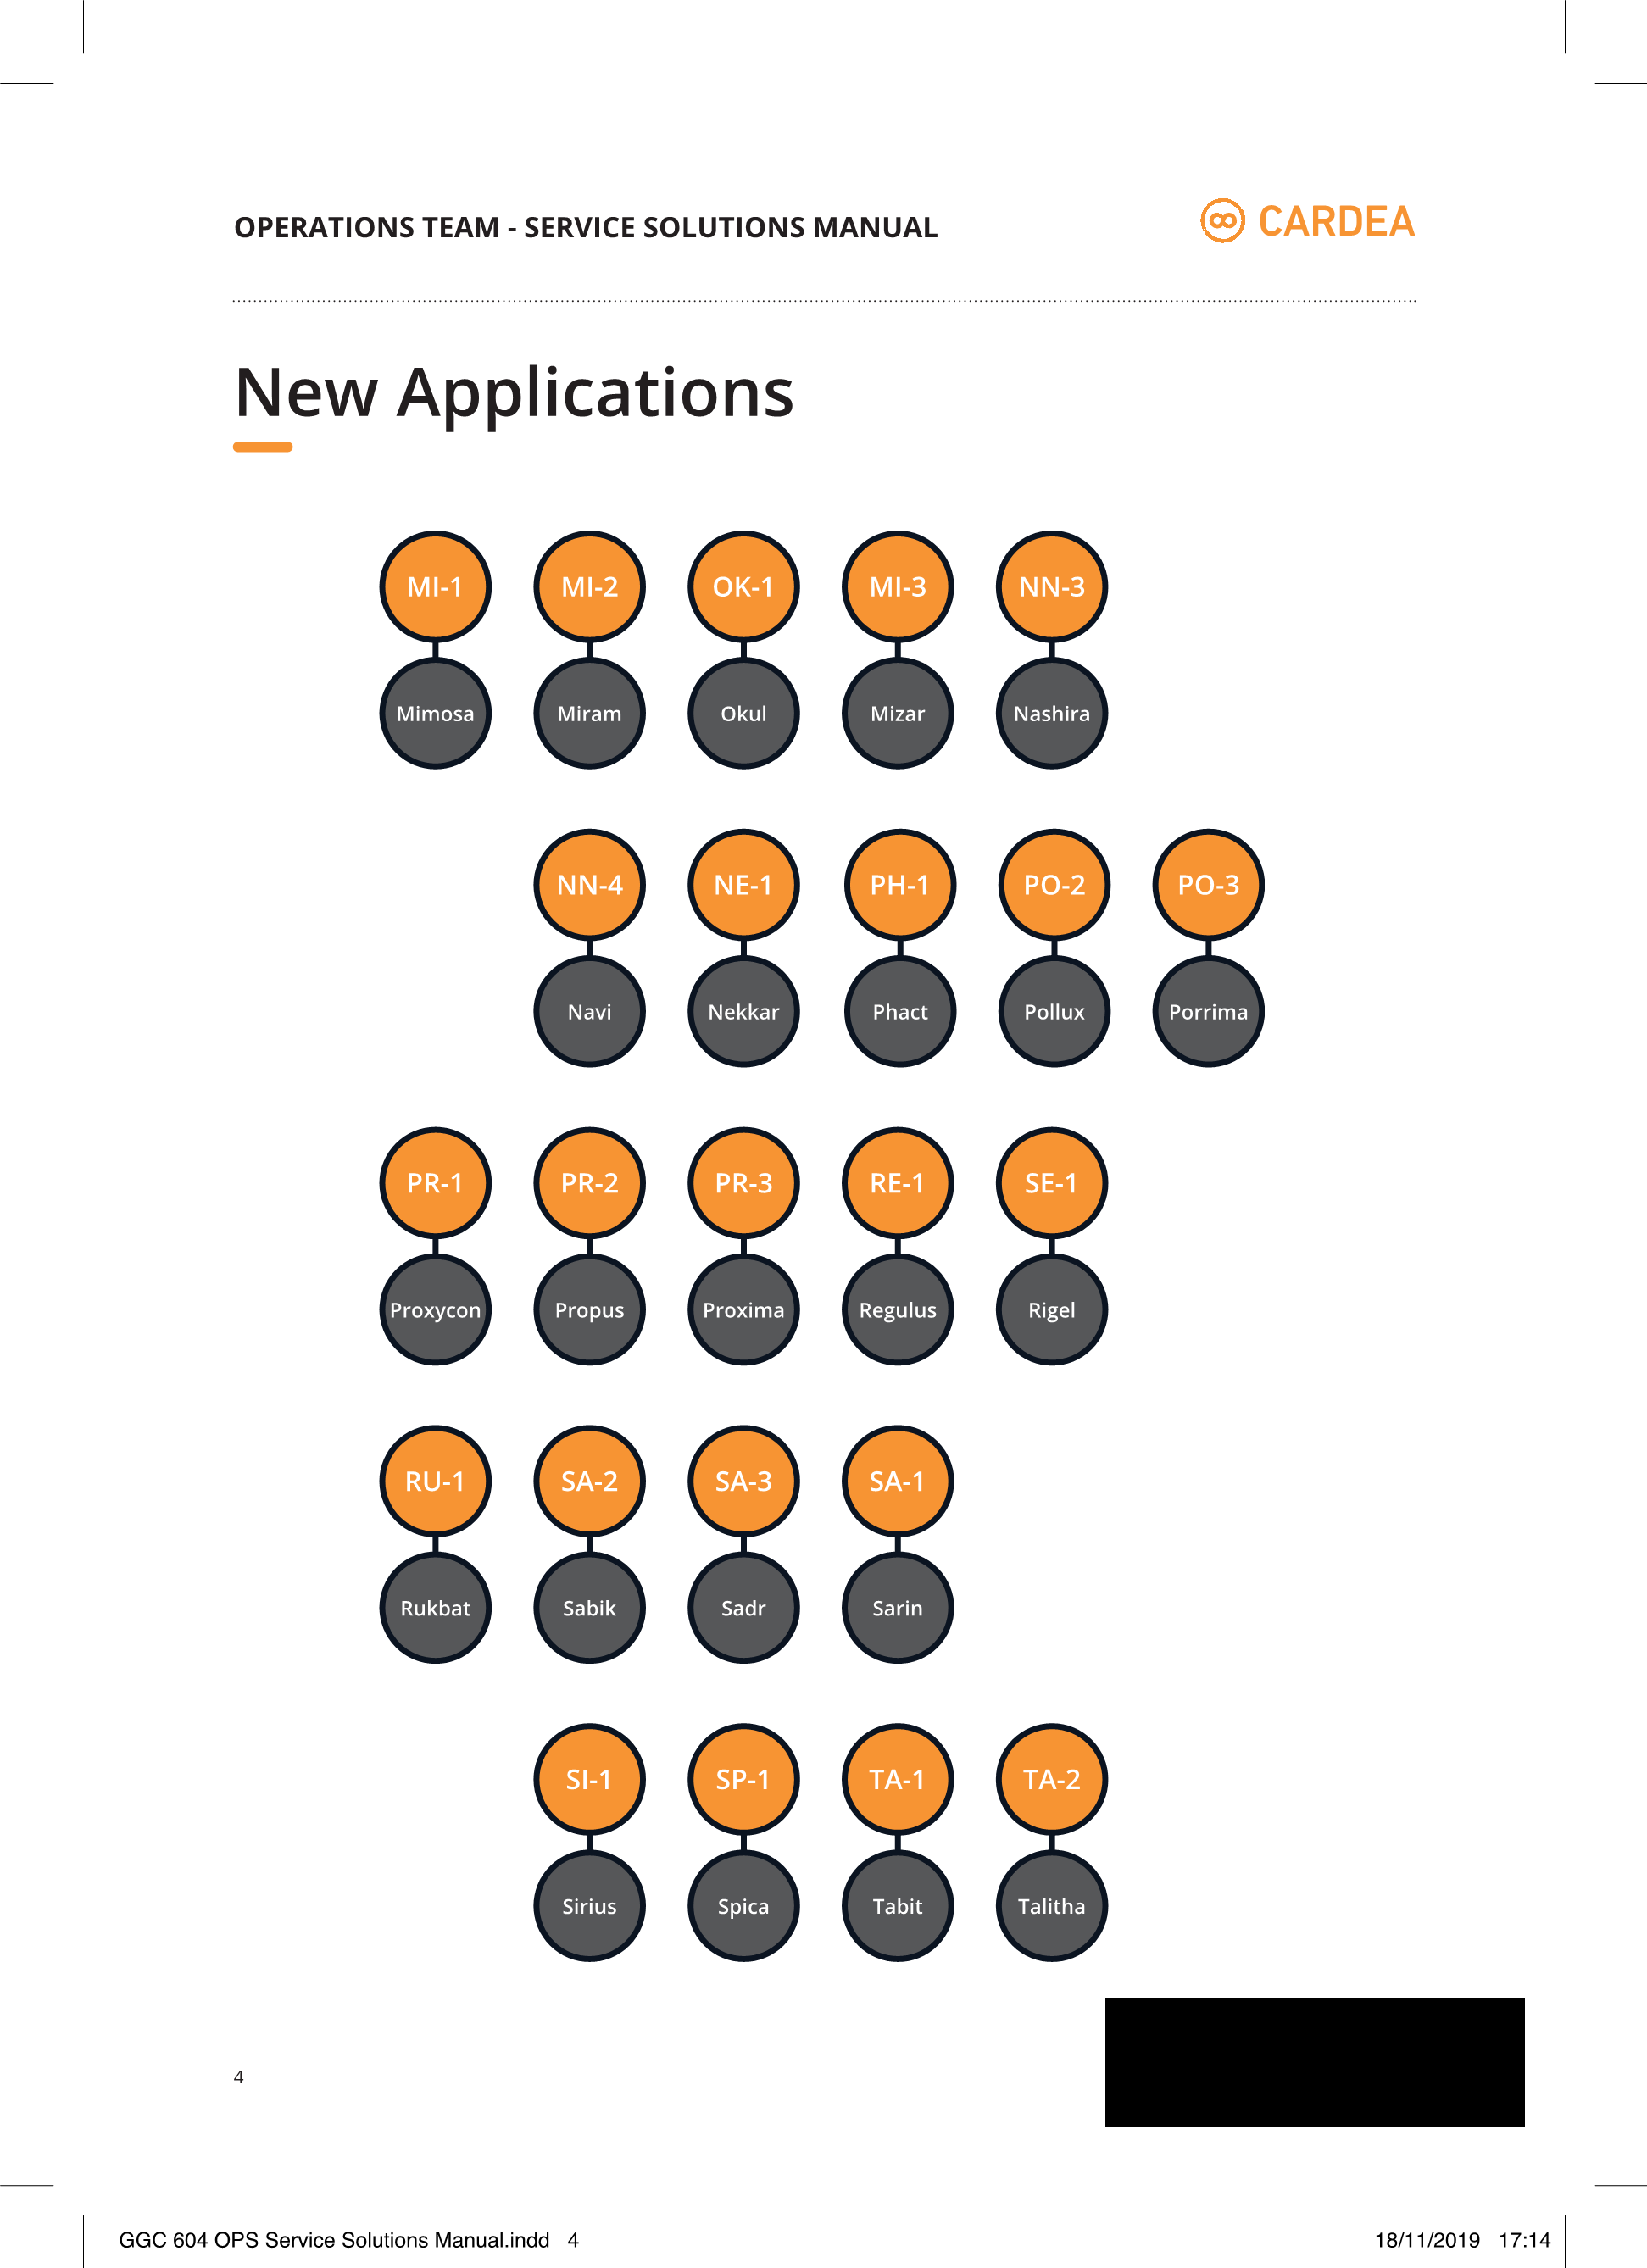 OPERATIONS TEAM - SERVICE SOLUTIONS MANUAL
CARDEA
New Applications
MI-1 MI-2 OK-1 MI-3 NN-3
Mimosa Miram Okul Mizar Nashira
NN-4 NE-1 PH-1 PO-2 PO-3
Navi Nekkar Phact Pollux Porrima
PR-1 PR-2 PR-3 RE-1 SE-1
Proxycon Propus Proxima Regulus Rigel
RU-1 SA-2 SA-3 SA-1
Rukbat Sabik Sadr Sarin
SI-1 SP-1 TA-1 TA-2
Sirius Spica Tabit Talitha
4
GGC 604 OPS Service Solutions Manual.indd 4 18/11/2019 17:14